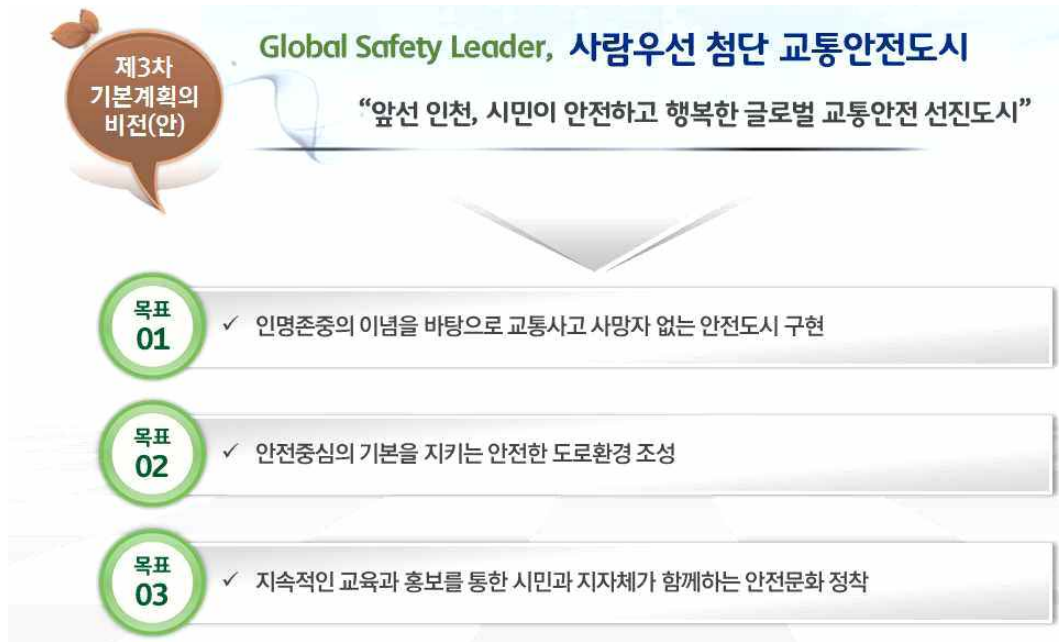 제3차
기본계획의
비전(안)
Global Safety Leader, 사람우선 첨단 교통안전도시
“앞선 인천, 시민이 안전하고 행복한 글로벌 교통안전 선진도시”
목표
01
✓ 인명존중의 이념을 바탕으로 교통사고 사망자 없는 안전도시 구현
목표
02
✓ 안전중심의 기본을 지키는 안전한 도로환경 조성
목표
03
✓ 지속적인 교육과 홍보를 통한 시민과 지자체가 함께하는 안전문화 정착